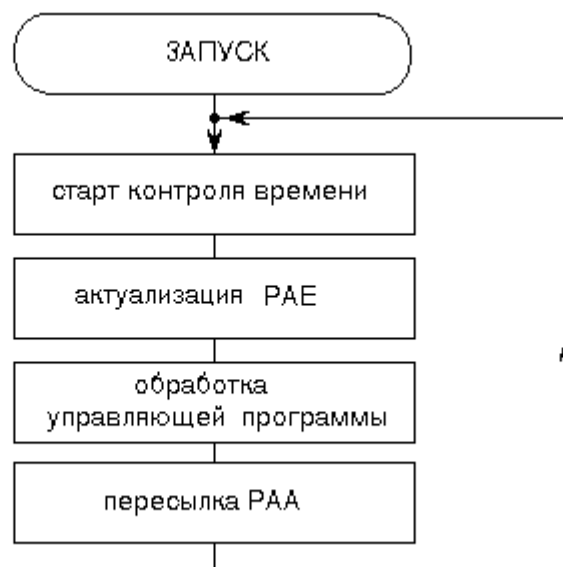 ЗАПУСК
старт контроля времени
актуализация PAE
обработка
управляющей программы
пересылка PAA